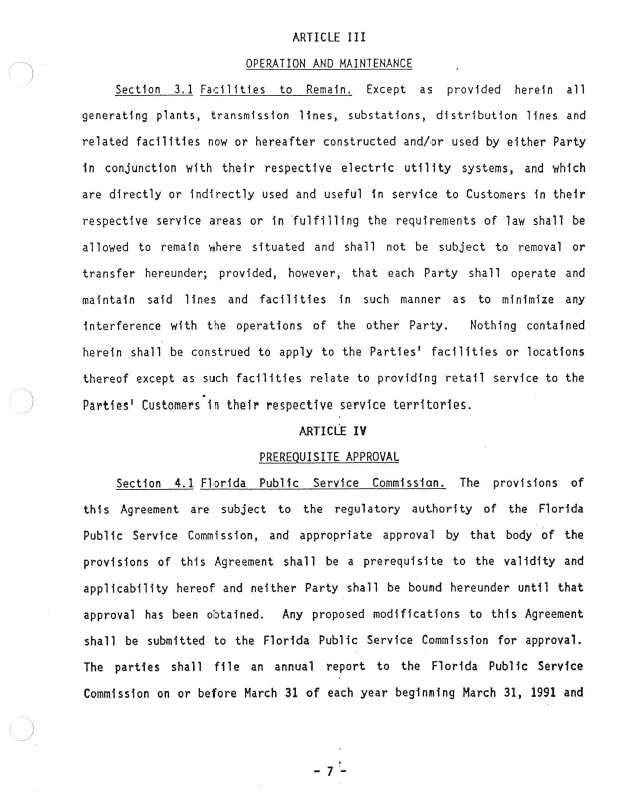 ARTICLE III
OPERATION AND MAINTENANCE
Section 3.1 Facilities to Remain. Except as provided herein all
generating plants, transmission lines, substations, distribution lines and
related facilities now or hereafter constructed and/or used by either Party
in conjunction with their respective electric utility systems, and which
are directly or indirectly used and useful in service to Customers in their
respective service areas or in fulfilling the requirements of law shall be
allowed to remain where situated and shall not be subject to removal or
transfer hereunder; provided, however, that each Party shall operate and
maintain said lines and facilities in such manner as to minimize any
interference with the operations of the other Party. Nothing contained
herein shall be construed to apply to the Parties' facilities or locations
thereof except as such facilities relate to providing retail service to the
Parties' Customers in their respective service territories.
ARTICLE IV
PREREQUISITE APPROVAL
Section 4.1 Florida Public Service Commission. The provisions of
this Agreement are subject to the regulatory authority of the Florida
Public Service Commission, and appropriate approval by that body of the
provisions of this Agreement shall be a prerequisite to the validity and
applicability hereof and neither Party shall be bound hereunder until that
approval has been obtained. Any proposed modifications to this Agreement
shall be submitted to the Florida Public Service Commission for approval.
The parties shall file an annual report to the Florida Public Service
Commission on or before March 31 of each year beginning March 31, 1991 and
- 7 -